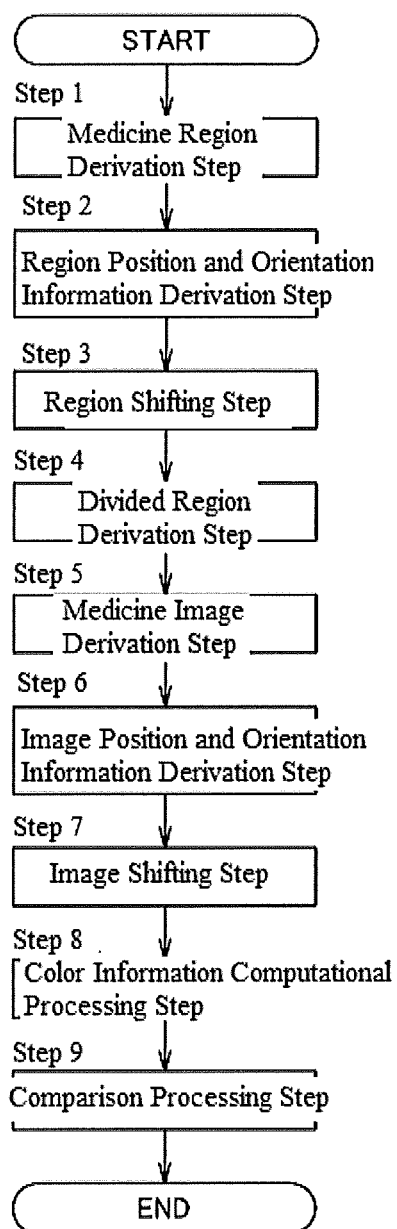 START
Step 1
Medicine Region
Derivation Step
Step 2
Region Position and Orientation
Information Derivation Step
Step 3
Region Shifting Step
Step 4
Divided Region
Derivation Step
Step 5
Medicine Image
Derivation Step
Step 6
Image Position and Orientation
Information Derivation Step
Step 7
Image Shifting Step
Step 8
Color Information Computational
Processing Step
Step 9
Comparison Processing Step
END